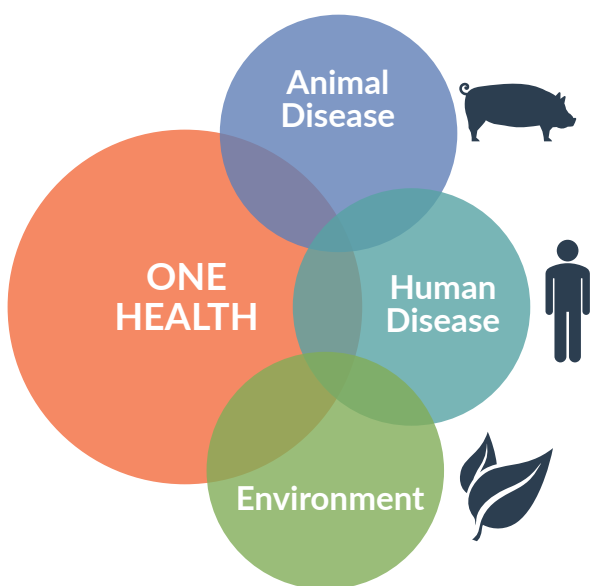 Animal
Disease
ONE
HEALTH
Human
Disease
Environment